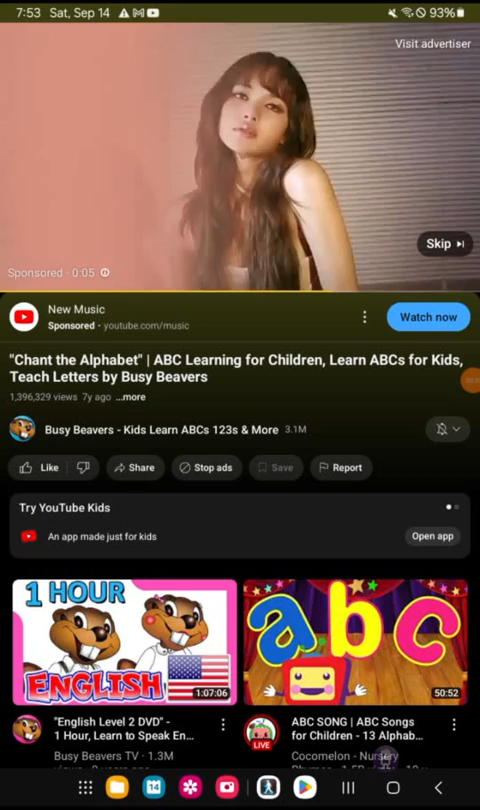 7:53 Sat, Sep 14
93%
Visit advertiser
Skip
Sponsored · 0:05
New Music
Sponsored · youtube.com/music
Watch now
"Chant the Alphabet" | ABC Learning for Children, Learn ABCs for Kids,
Teach Letters by Busy Beavers
1,396,329 views 7y ago ...more
Busy Beavers - Kids Learn ABCs 123s & More 3.1M
Like Share Stop ads Save Report
Try YouTube Kids
An app made just for kids
Open app
1 HOUR
ENGLISH
1:07:06
a b c
50:52
"English Level 2 DVD" -
1 Hour, Learn to Speak En...
Busy Beavers TV · 1.3M
LIVE
ABC SONG | ABC Songs
for Children - 13 Alphab...
Cocomelon - Nursery
14